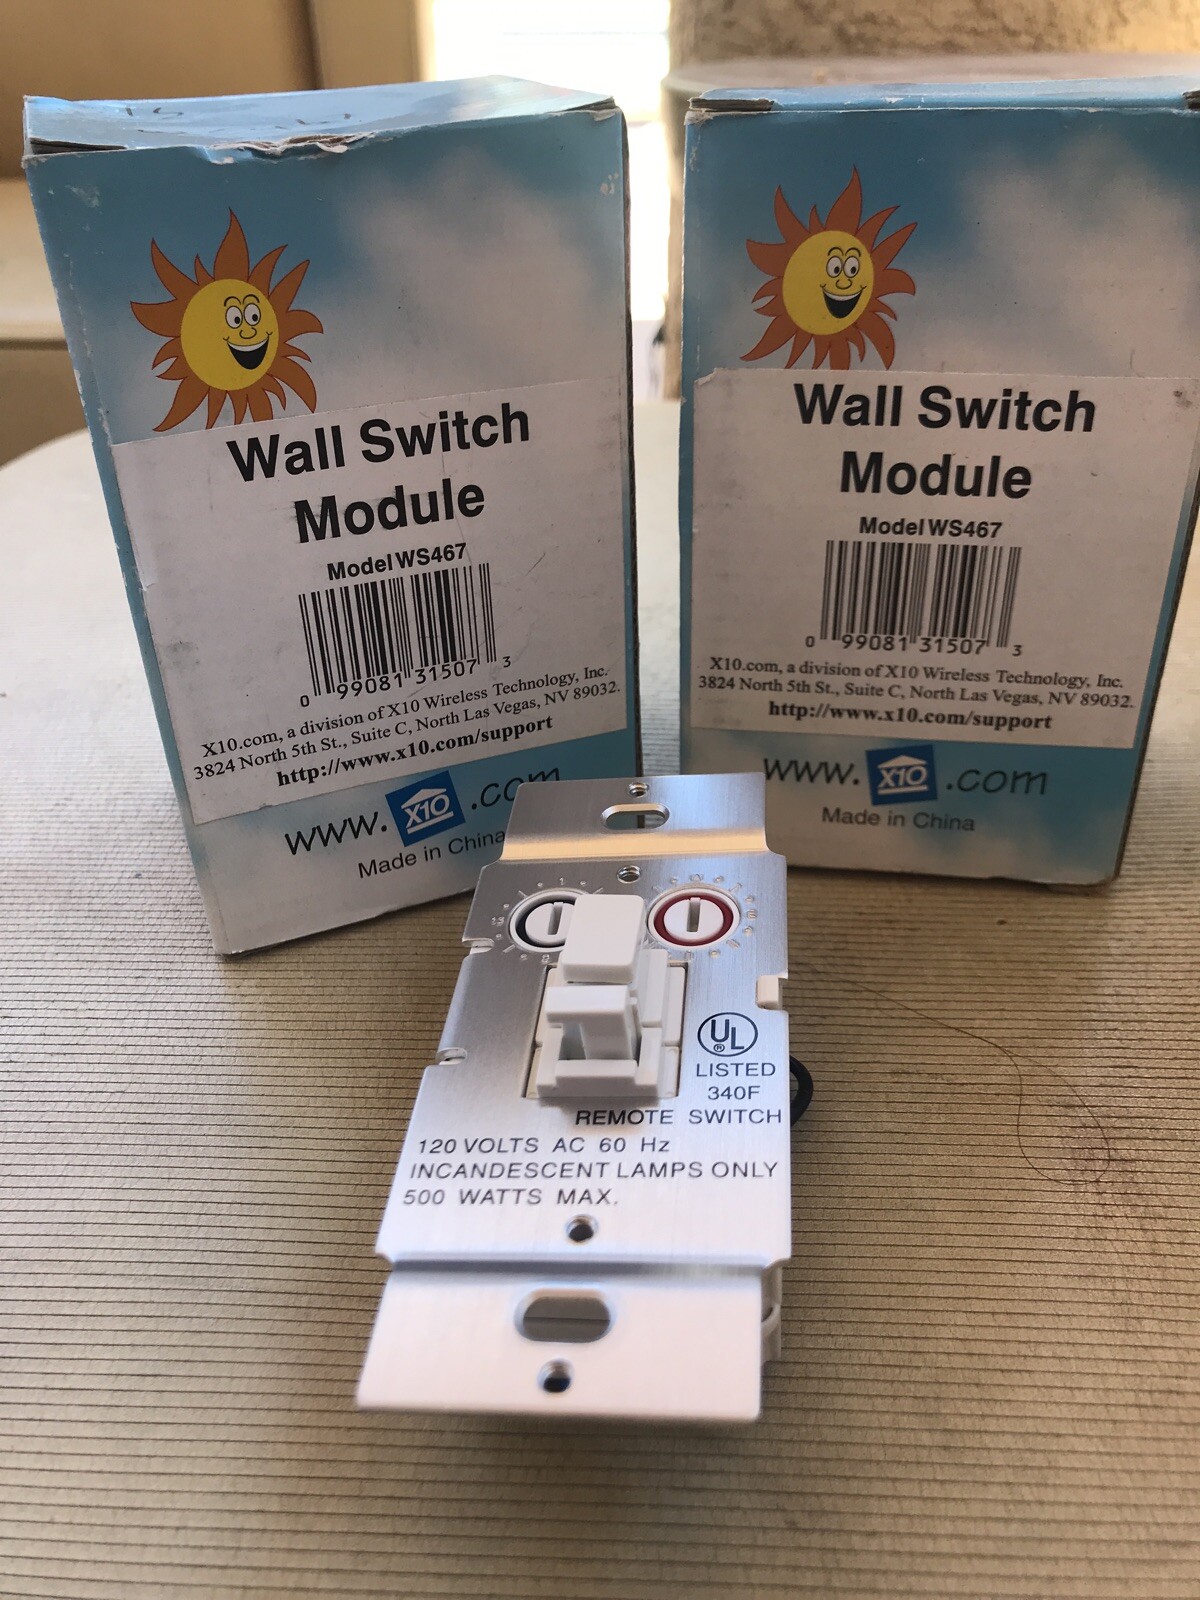 Wall Switch
Module
Model WS467
0 99081 31507 3
X10.com, a division of X10 Wireless Technology, Inc.
3824 North 5th St., Suite C, North Las Vegas, NV 89032.
http://www.x10.com/support
www. X10 .com
Made in China
Wall Switch
Module
Model WS467
0 99081 31507 3
X10.com, a division of X10 Wireless Technology, Inc.
3824 North 5th St., Suite C, North Las Vegas, NV 89032.
http://www.x10.com/support
www. X10 .com
Made in China
UL
®
LISTED
340F
REMOTE SWITCH
120 VOLTS AC 60 Hz
INCANDESCENT LAMPS ONLY
500 WATTS MAX.